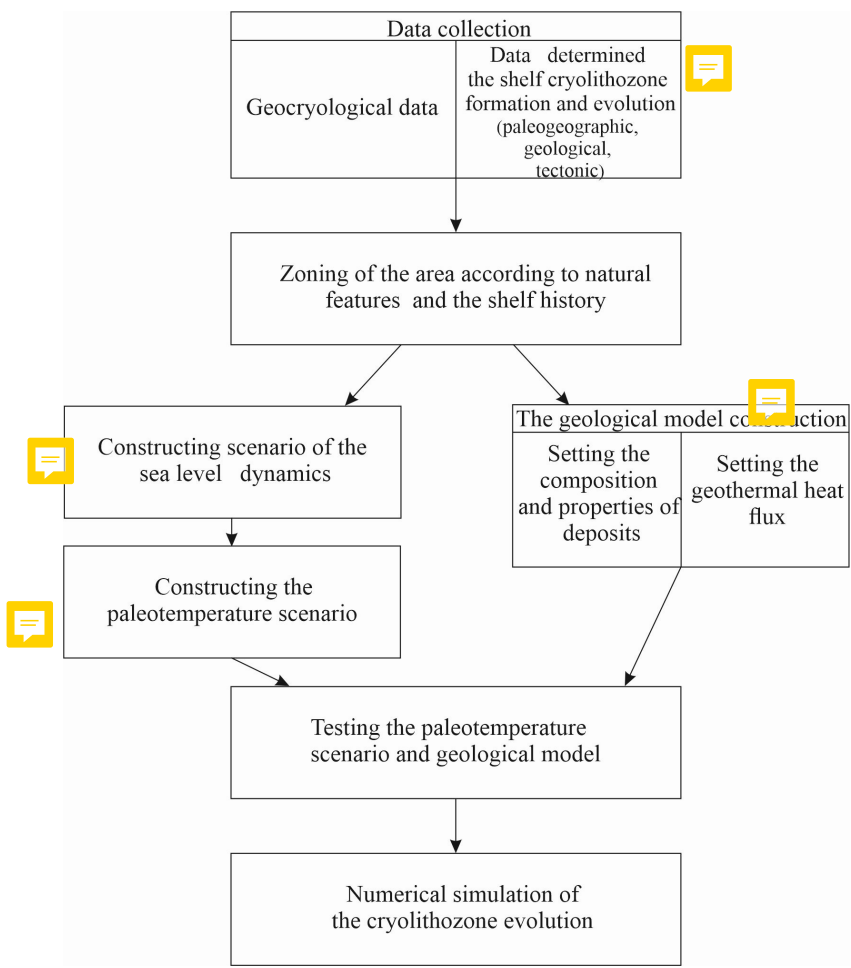 Data collection
Geocryological data
Data determined
the shelf cryolithozone
formation and evolution
(paleogeographic,
geological,
tectonic)
Zoning of the area according to natural
features and the shelf history
Constructing scenario of the
sea level dynamics
The geological model construction
Setting the
composition
and properties of
deposits
Setting the
geothermal heat
flux
Constructing the
paleotemperature scenario
Testing the paleotemperature
scenario and geological model
Numerical simulation of
the cryolithozone evolution